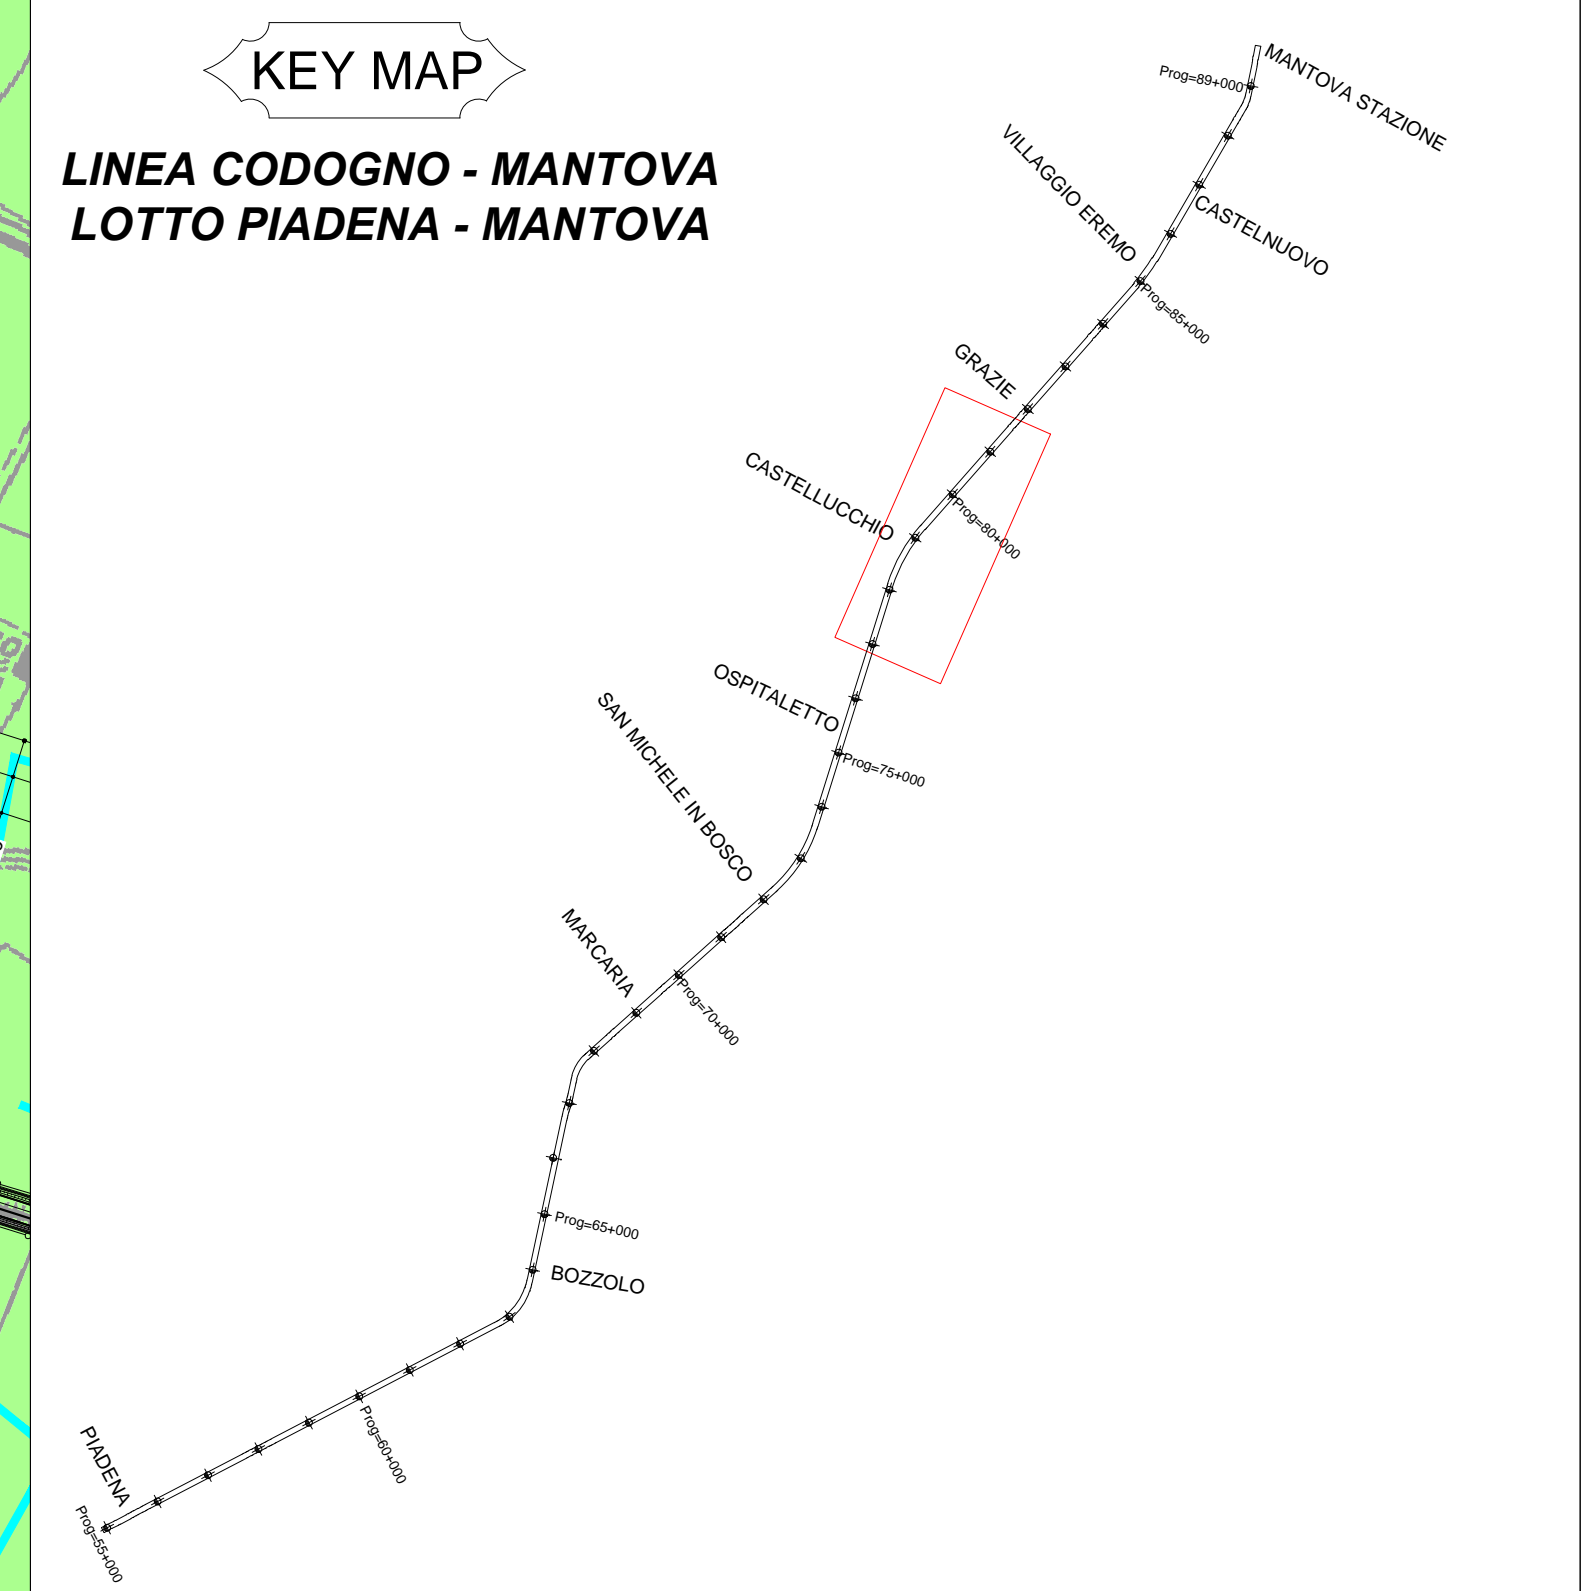 KEY MAP
LINEA CODOGNO - MANTOVA
LOTTO PIADENA - MANTOVA
MANTOVA STAZIONE
Prog=89+000
VILLAGGIO EREMO
CASTELNUOVO
Prog=85+000
GRAZIE
CASTELLUCCHIO
Prog=80+000
OSPITALETTO
SAN MICHELE IN BOSCO
Prog=75+000
MARCARIA
Prog=70+000
Prog=65+000
BOZZOLO
Prog=60+000
PIADENA
Prog=55+000